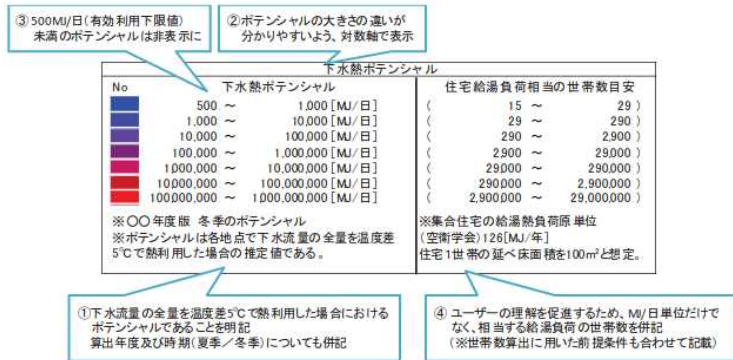 ③500MJ/日(有効利用下限値)
未満のポテンシャルは非表示に
②ポテンシャルの大きさの違いが
分かりやすいよう、対数軸で表示
下水熱ポテンシャル
No 下水熱ポテンシャル 住宅給湯負荷相当の世帯数目安
500 ～ 1,000 [MJ/日] ( 15 ～ 29 )
1,000 ～ 10,000 [MJ/日] ( 29 ～ 290 )
10,000 ～ 100,000 [MJ/日] ( 290 ～ 2,900 )
100,000 ～ 1,000,000 [MJ/日] ( 2,900 ～ 29,000 )
1,000,000 ～ 10,000,000 [MJ/日] ( 29,000 ～ 290,000 )
10,000,000 ～ 100,000,000 [MJ/日] ( 290,000 ～ 2,900,000 )
100,000,000 ～ 1,000,000,000 [MJ/日] ( 2,900,000 ～ 29,000,000 )
※〇〇年度版 冬季のポテンシャル
※ポテンシャルは各地点で下水流量の全量を温度差
5℃で熱利用した場合の推定値である。
※集合住宅の給湯熱負荷原単位
(空衛学会)126[MJ/年]
住宅1世帯の延べ床面積を100m²と想定。
①下水流量の全量を温度差5℃で熱利用した場合における
ポテンシャルであることを明記
算出年度及び時期(夏季／冬季)についても併記
④ ユーザーの理解を促進するため、MJ/日単位だけで
なく、相当する給湯負荷の世帯数を併記
(※世帯数算出に用いた前提条件も合わせて記載)